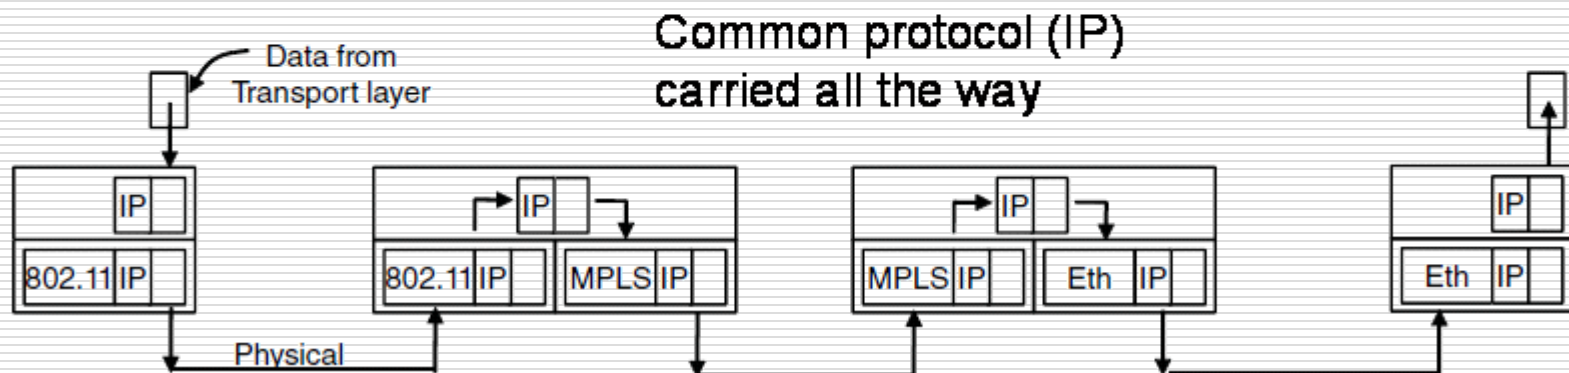 Common protocol (IP)
carried all the way
Data from
Transport layer
IP
IP
IP
IP
802.11 IP
802.11 IP
MPLS IP
MPLS IP
Eth IP
Eth IP
Physical